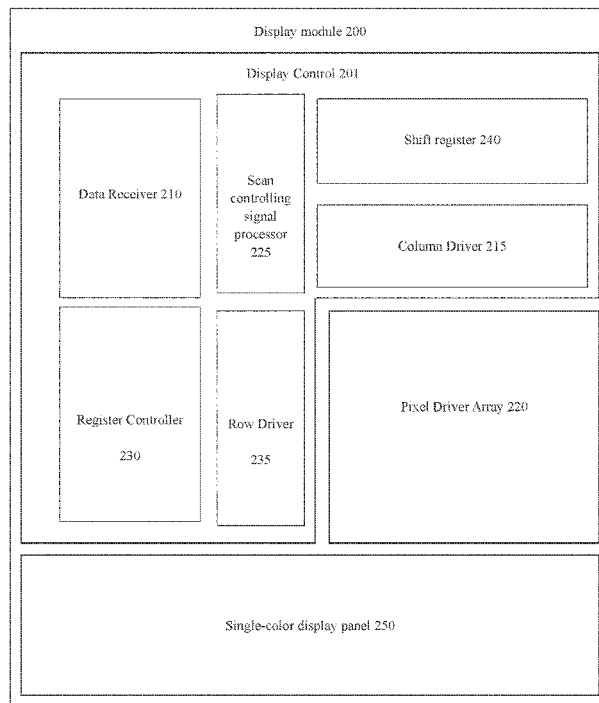 Display module 200
Display Control 201
Data Receiver 210
Scan
controlling
signal
processor
225
Shift register 240
Column Driver 215
Register Controller
230
Row Driver
235
Pixel Driver Array 220
Single-color display panel 250